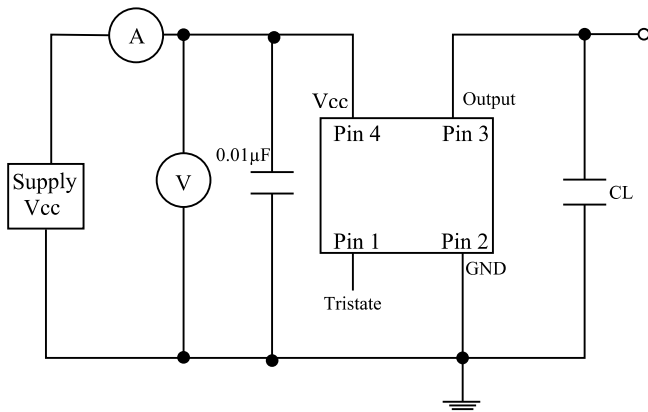 A
Vcc
Output
Pin 4
Pin 3
0.01µF
V
Supply
Vcc
CL
Pin 1
Pin 2
GND
Tristate